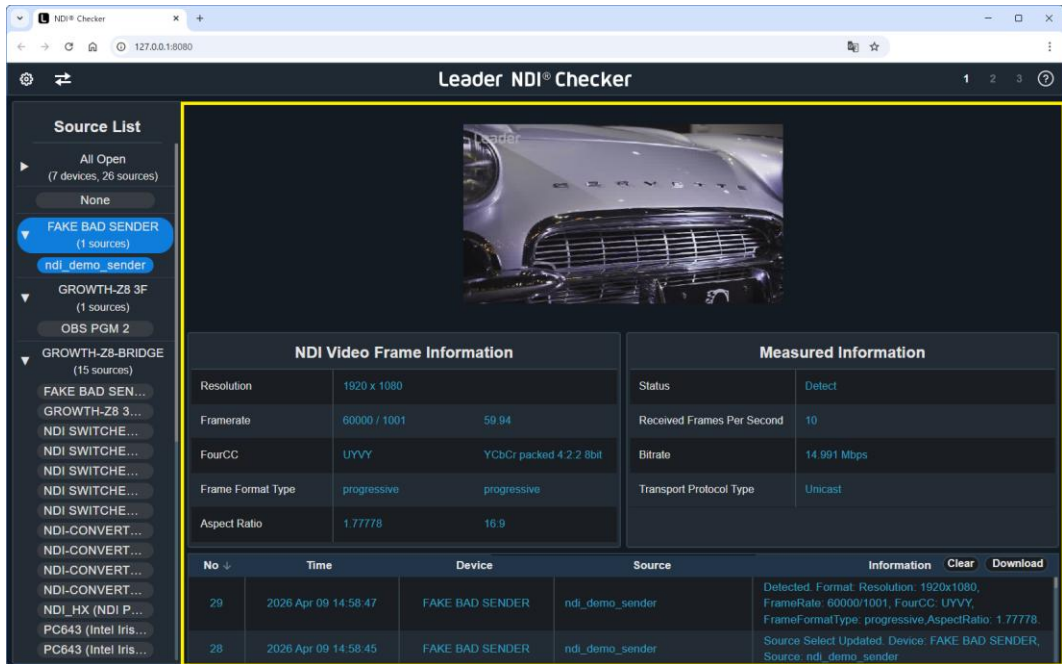 NDI® Checker
127.0.0.1:8080
Leader NDI® Checker
1 2 3
Source List
All Open
(7 devices, 26 sources)
None
FAKE BAD SENDER
(1 sources)
ndi_demo_sender
GROWTH-Z8 3F
(1 sources)
OBS PGM 2
GROWTH-Z8-BRIDGE
(15 sources)
FAKE BAD SEN...
GROWTH-Z8 3...
NDI SWITCHE...
NDI SWITCHE...
NDI SWITCHE...
NDI SWITCHE...
NDI SWITCHE...
NDI-CONVERT...
NDI-CONVERT...
NDI-CONVERT...
NDI-CONVERT...
NDI_HX (NDI P...
PC643 (Intel Iris...
PC643 (Intel Iris...
Leader
CORVETTE
NDI Video Frame Information
Resolution 1920 x 1080
Framerate 60000 / 1001 59.94
FourCC UYVY YCbCr packed 4:2:2 8bit
Frame Format Type progressive progressive
Aspect Ratio 1.77778 16:9
Measured Information
Status Detect
Received Frames Per Second 10
Bitrate 14.991 Mbps
Transport Protocol Type Unicast
No ↓ Time Device Source Information Clear Download
29 2026 Apr 09 14:58:47 FAKE BAD SENDER ndi_demo_sender Detected. Format: Resolution: 1920x1080,
FrameRate: 60000/1001, FourCC: UYVY,
FrameFormatType: progressive,AspectRatio: 1.77778.
28 2026 Apr 09 14:58:45 FAKE BAD SENDER ndi_demo_sender Source Select Updated. Device: FAKE BAD SENDER,
Source: ndi_demo_sender